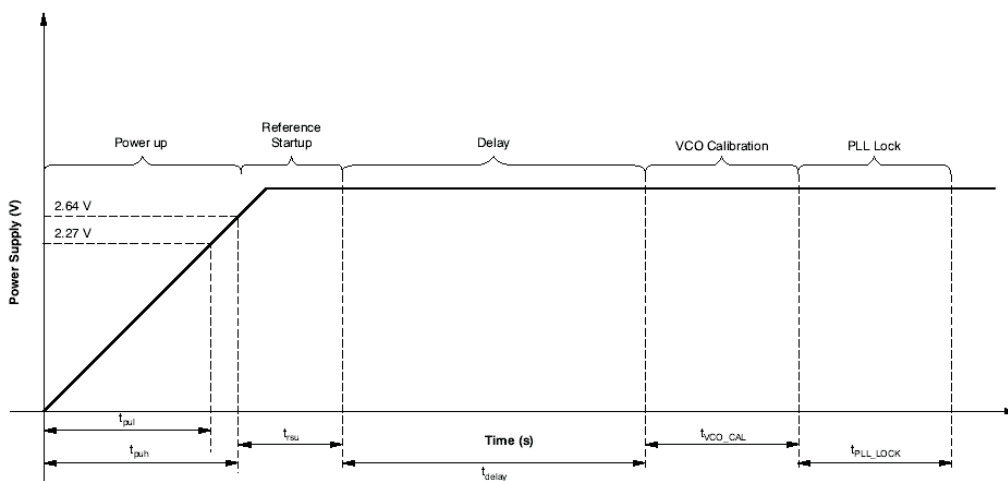 Power up
Reference
Startup
Delay
VCO Calibration
PLL Lock
2.64 V
2.27 V
Power Supply (V)
tpul
tpuh
trsu
Time (s)
tdelay
tVCO_CAL
tPLL_LOCK